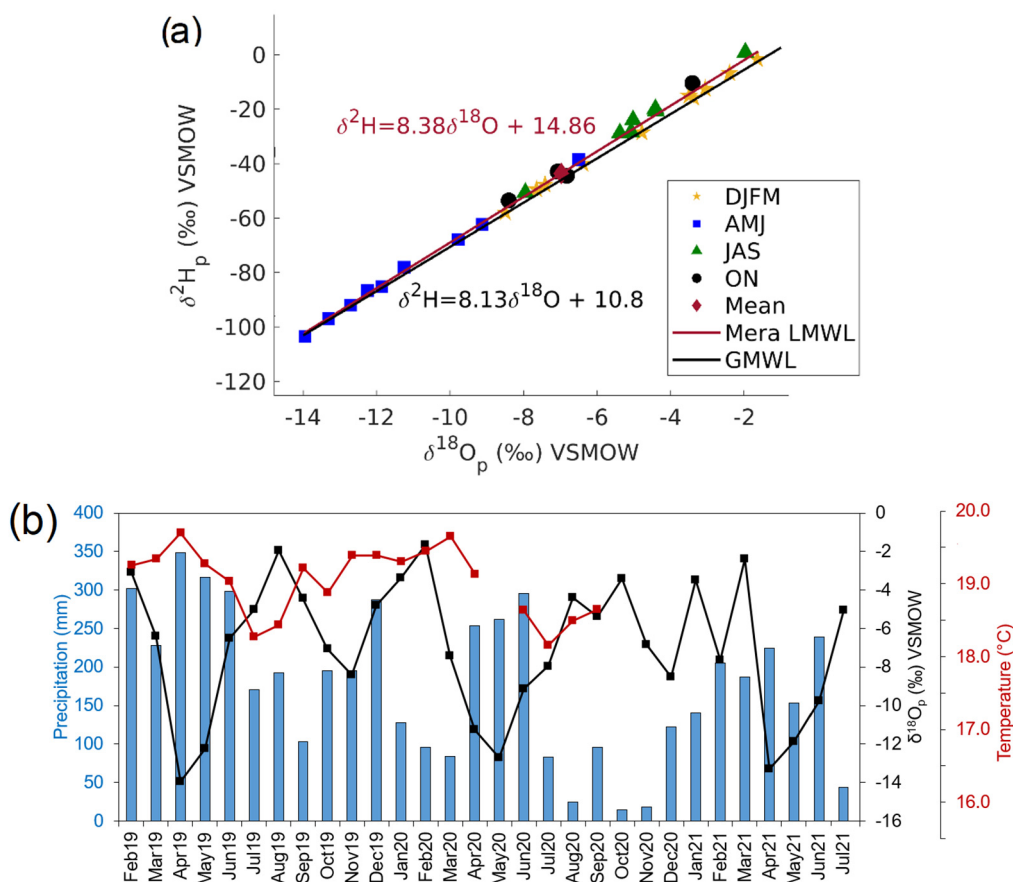 (a)
0
-20
-40
-60
-80
-100
-120
δ²Hₚ (‰) VSMOW
δ²H=8.38δ¹⁸O + 14.86
δ²H=8.13δ¹⁸O + 10.8
DJFM
AMJ
JAS
ON
Mean
Mera LMWL
GMWL
-14 -12 -10 -8 -6 -4 -2
δ¹⁸Oₚ (‰) VSMOW
(b)
Precipitation (mm)
400
350
300
250
200
150
100
50
0
0
-2
-4
-6
-8
-10
-12
-14
-16
δ¹⁸Oₚ (‰) VSMOW
20.0
19.0
18.0
17.0
16.0
Temperature (°C)
Feb19
Mar19
Apr19
May19
Jun19
Jul19
Aug19
Sep19
Oct19
Nov19
Dec19
Jan20
Feb20
Mar20
Apr20
May20
Jun20
Jul20
Aug20
Sep20
Oct20
Nov20
Dec20
Jan21
Feb21
Mar21
Apr21
May21
Jun21
Jul21